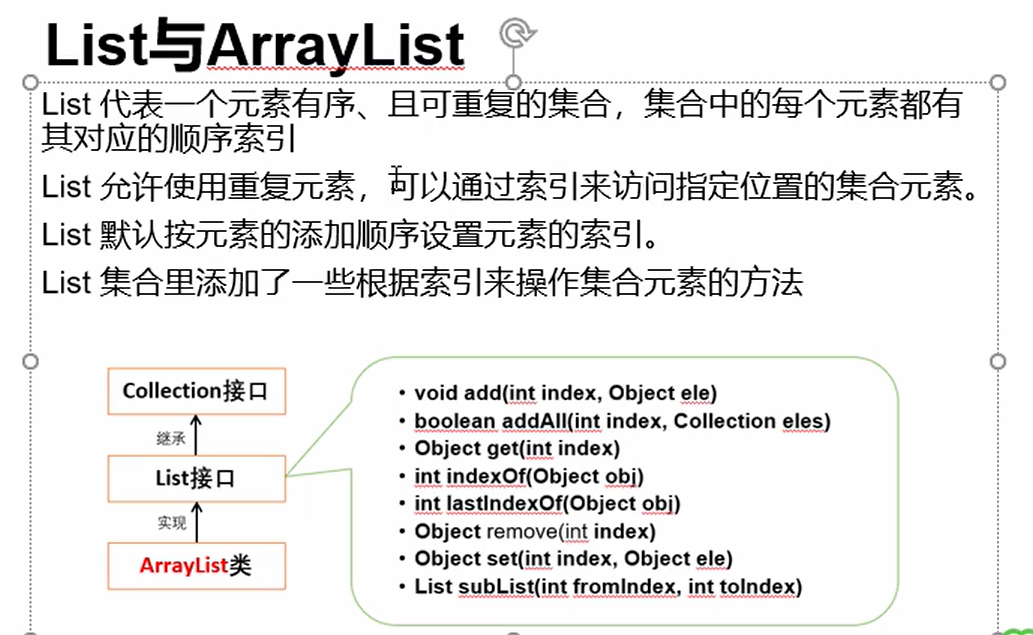 List与ArrayList
List 代表一个元素有序、且可重复的集合，集合中的每个元素都有
其对应的顺序索引
List 允许使用重复元素，可以通过索引来访问指定位置的集合元素。
List 默认按元素的添加顺序设置元素的索引。
List 集合里添加了一些根据索引来操作集合元素的方法
Collection接口
继承
List接口
实现
ArrayList类
• void add(int index, Object ele)
• boolean addAll(int index, Collection eles)
• Object get(int index)
• int indexOf(Object obj)
• int lastIndexOf(Object obj)
• Object remove(int index)
• Object set(int index, Object ele)
• List subList(int fromIndex, int toIndex)